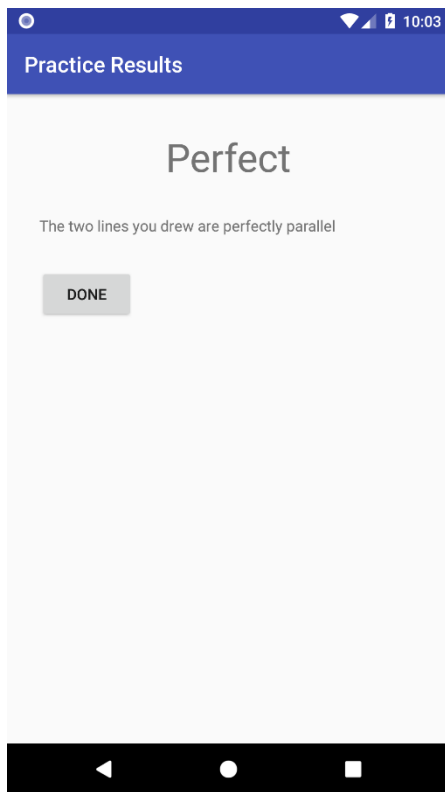 10:03
Practice Results
Perfect
The two lines you drew are perfectly parallel
DONE